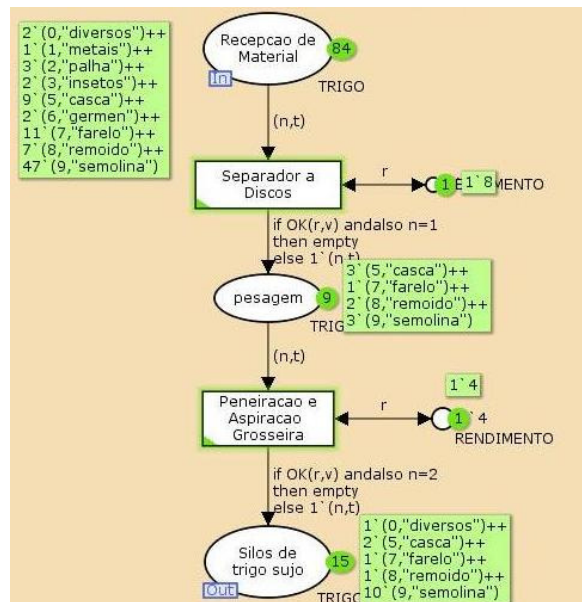 2`(0,"diversos")++
1`(1,"metais")++
3`(2,"palha")++
2`(3,"insetos")++
9`(5,"casca")++
2`(6,"germen")++
11`(7,"farelo")++
7`(8,"remoido")++
47`(9,"semolina")
Recepcao de
Material
84
In
TRIGO
(n,t)
Separador a
Discos
r
1
1`8
MENTO
if OK(r,v) andalso n=1
then empty
else 1`(n,t)
pesagem
9
TRIG
3`(5,"casca")++
1`(7,"farelo")++
2`(8,"remoido")++
3`(9,"semolina")
(n,t)
Peneiracao e
Aspiracao
Grosseira
r
1`4
1
4
RENDIMENTO
if OK(r,v) andalso n=2
then empty
else 1`(n,t)
Silos de
trigo sujo
15
Out
TRIGO
1`(0,"diversos")++
2`(5,"casca")++
1`(7,"farelo")++
1`(8,"remoido")++
10`(9,"semolina")